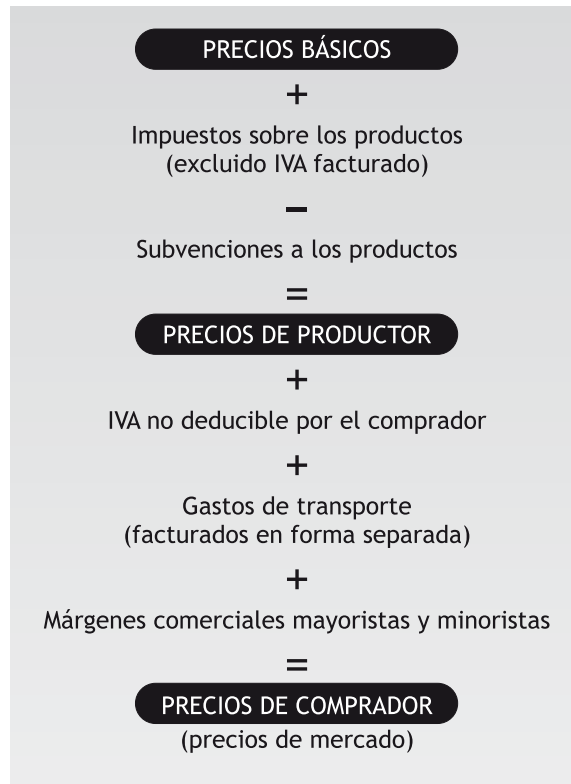 PRECIOS BÁSICOS
+
Impuestos sobre los productos
(excluido IVA facturado)
−
Subvenciones a los productos
=
PRECIOS DE PRODUCTOR
+
IVA no deducible por el comprador
+
Gastos de transporte
(facturados en forma separada)
+
Márgenes comerciales mayoristas y minoristas
=
PRECIOS DE COMPRADOR
(precios de mercado)